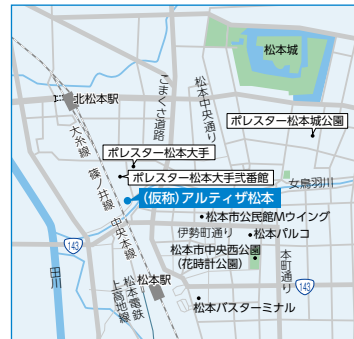 松本城
北松本駅
こまくさ道路
松本中央通り
ポレスター松本城公園
大糸線
篠ノ井線
ポレスター松本大手
ポレスター松本大手弐番館
女鳥羽川
(仮称)アルティザ松本
松本市公民館Mウイング
中央本線
伊勢町通り
松本パルコ
143
松本市中央西公園
(花時計公園)
本町通り
田川
松本駅
143
松本電鉄
上高地線
松本バスターミナル